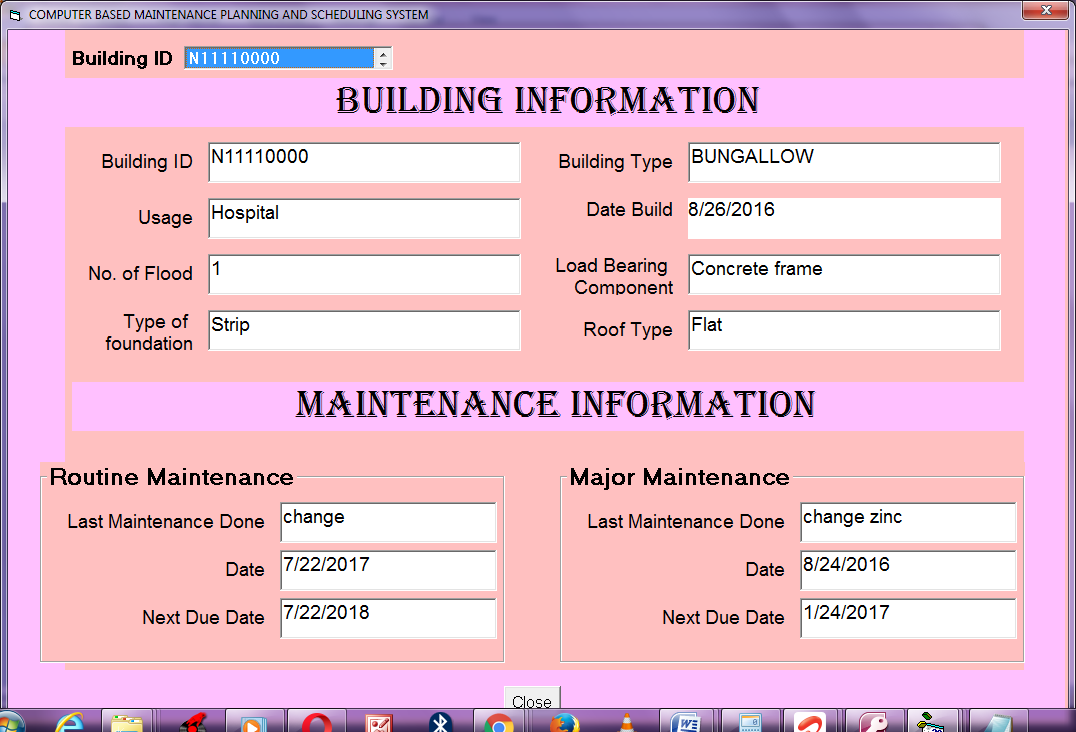 COMPUTER BASED MAINTENANCE PLANNING AND SCHEDULING SYSTEM
Building ID N11110000
BUILDING INFORMATION
Building ID N11110000 Building Type BUNGALLOW
Usage Hospital Date Build 8/26/2016
No. of Flood 1 Load Bearing Component Concrete frame
Type of foundation Strip Roof Type Flat
MAINTENANCE INFORMATION
Routine Maintenance
Last Maintenance Done change
Date 7/22/2017
Next Due Date 7/22/2018
Major Maintenance
Last Maintenance Done change zinc
Date 8/24/2016
Next Due Date 1/24/2017
Close